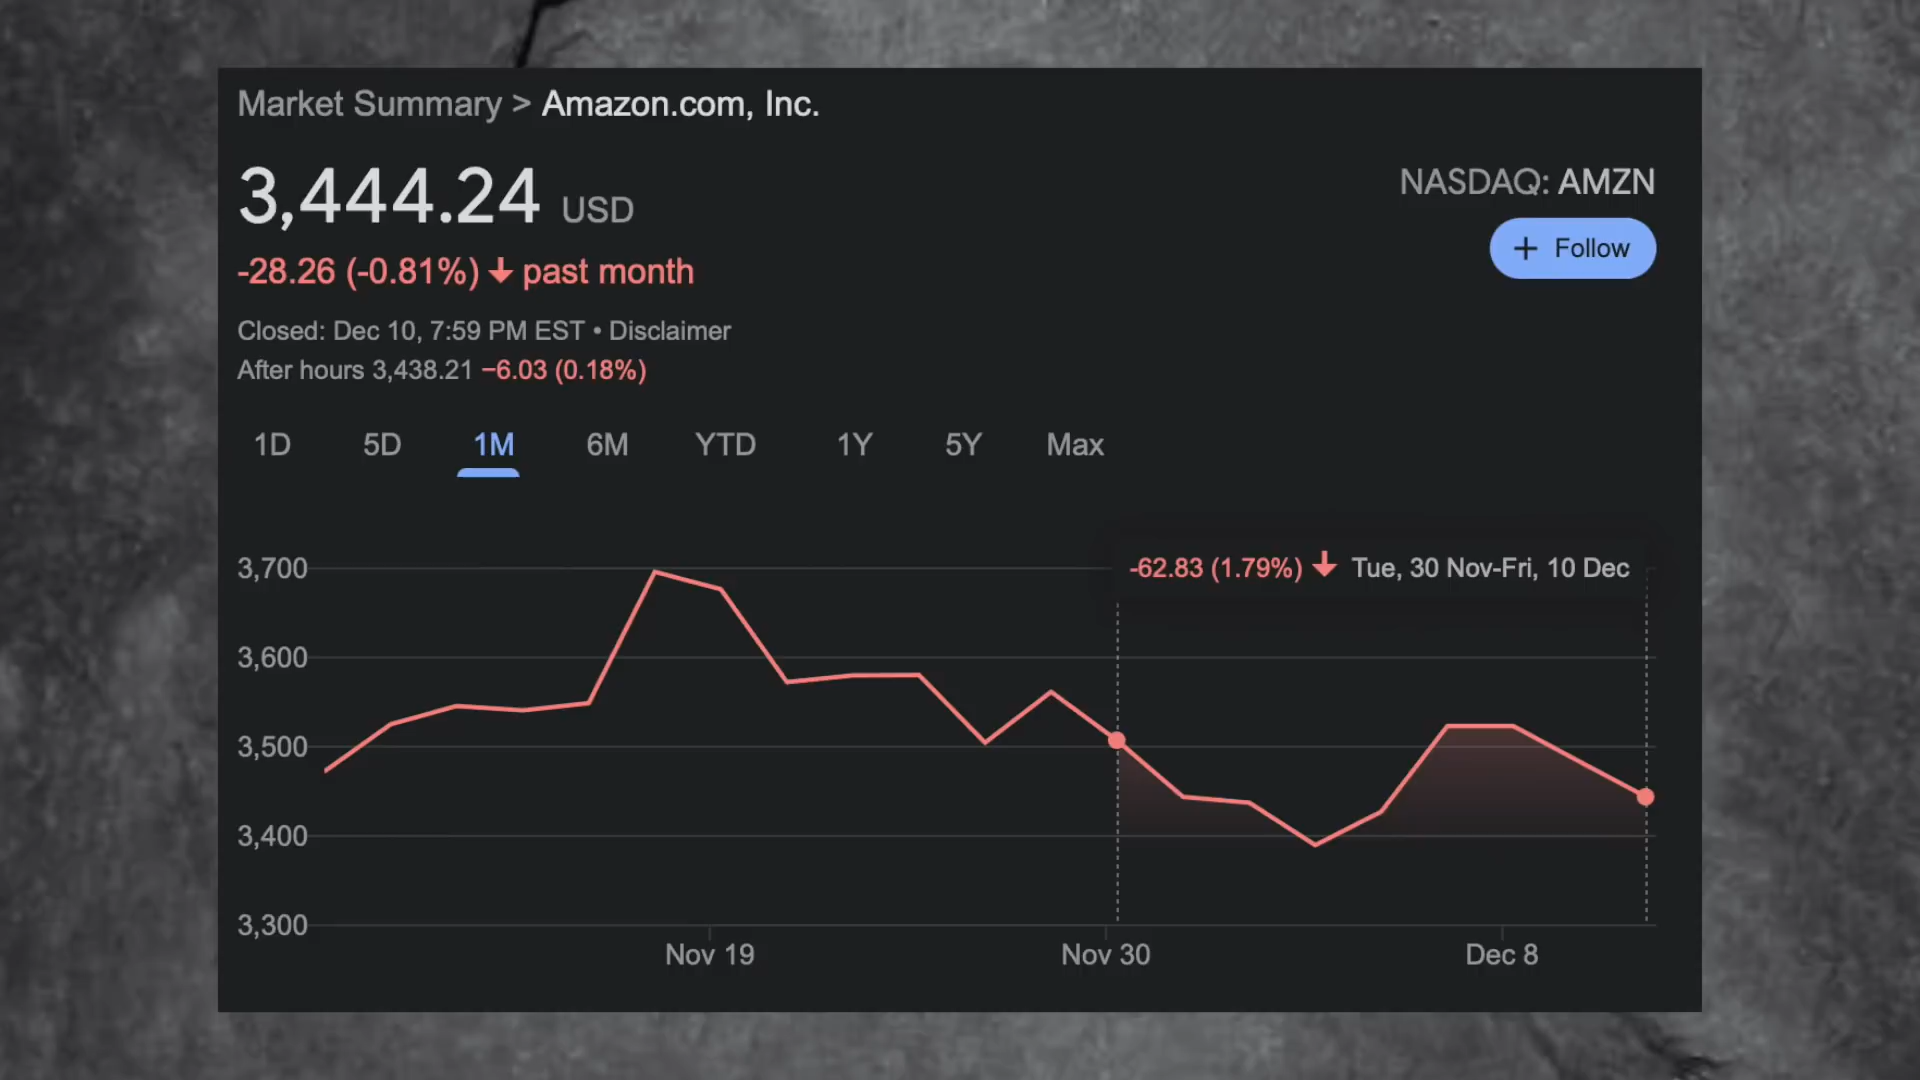 Market Summary > Amazon.com, Inc.
3,444.24 USD
NASDAQ: AMZN
+ Follow
-28.26 (-0.81%) ↓ past month
Closed: Dec 10, 7:59 PM EST • Disclaimer
After hours 3,438.21 −6.03 (0.18%)
1D 5D 1M 6M YTD 1Y 5Y Max
-62.83 (1.79%) ↓ Tue, 30 Nov-Fri, 10 Dec
3,700
3,600
3,500
3,400
3,300
Nov 19 Nov 30 Dec 8